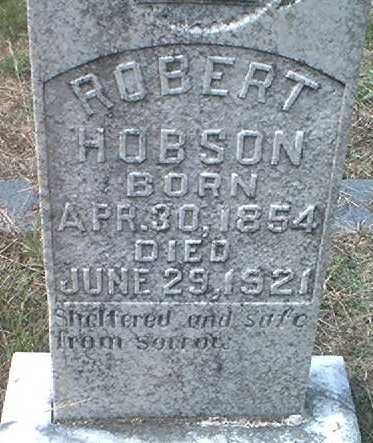 ROBERT
HOBSON
BORN
APR. 30, 1854
DIED
JUNE 29, 1921
Sheltered and safe
from sorrow.